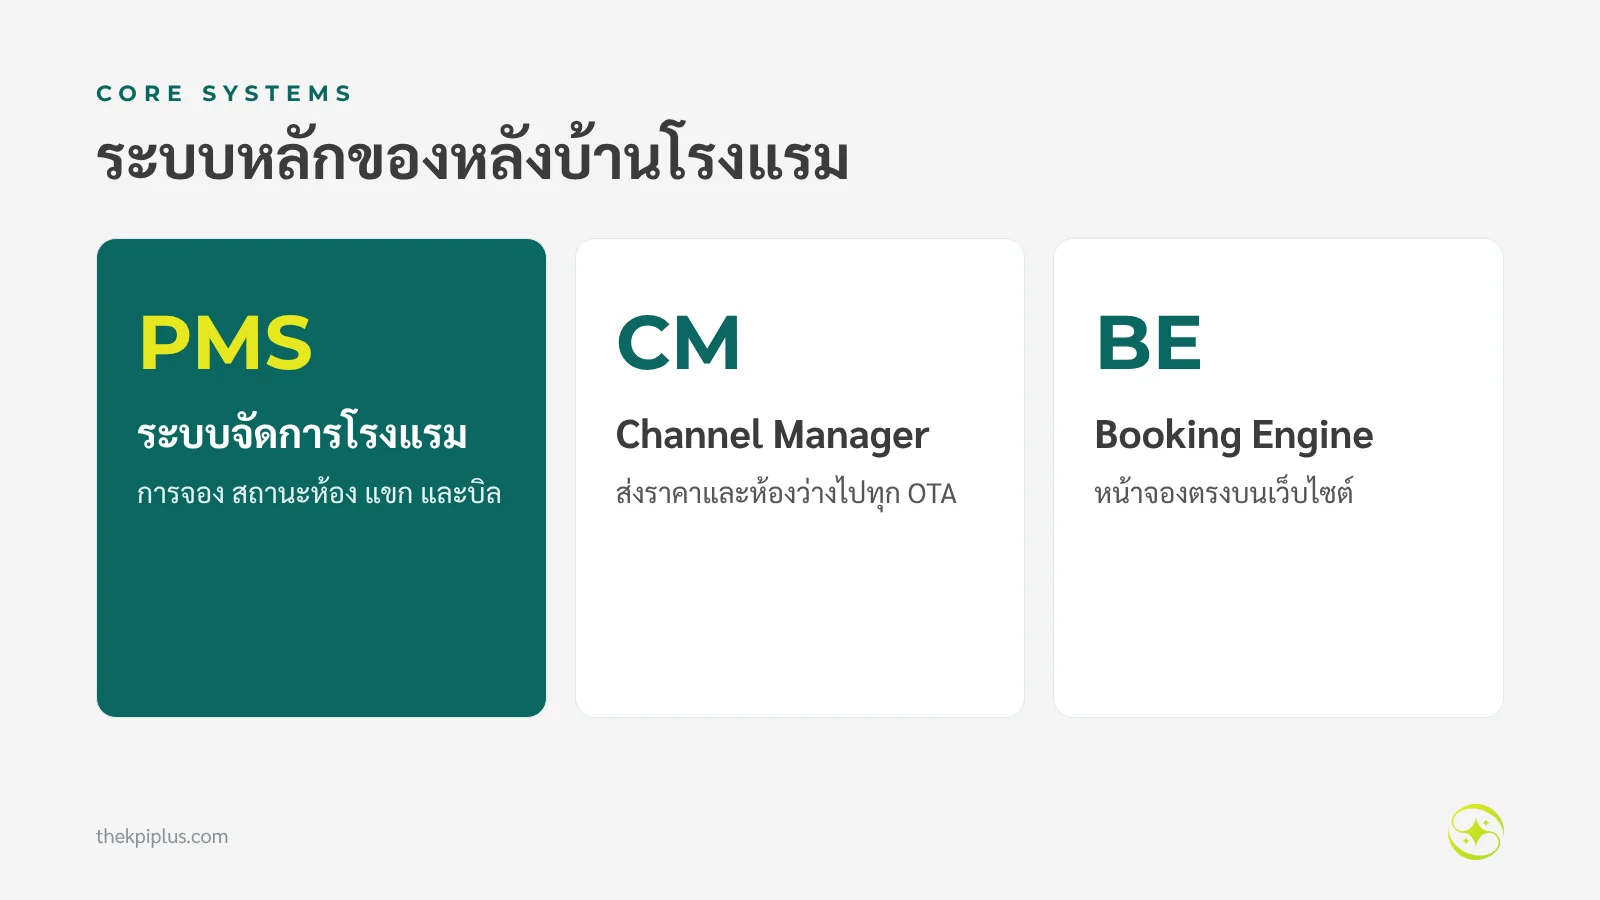 CORE SYSTEMS
ระบบหลักของหลังบ้านโรงแรม
PMS
ระบบจัดการโรงแรม
การจอง สถานะห้อง แขก และบิล
CM
Channel Manager
ส่งราคาและห้องว่างไปทุก OTA
BE
Booking Engine
หน้าจองตรงบนเว็บไซต์
thekpiplus.com